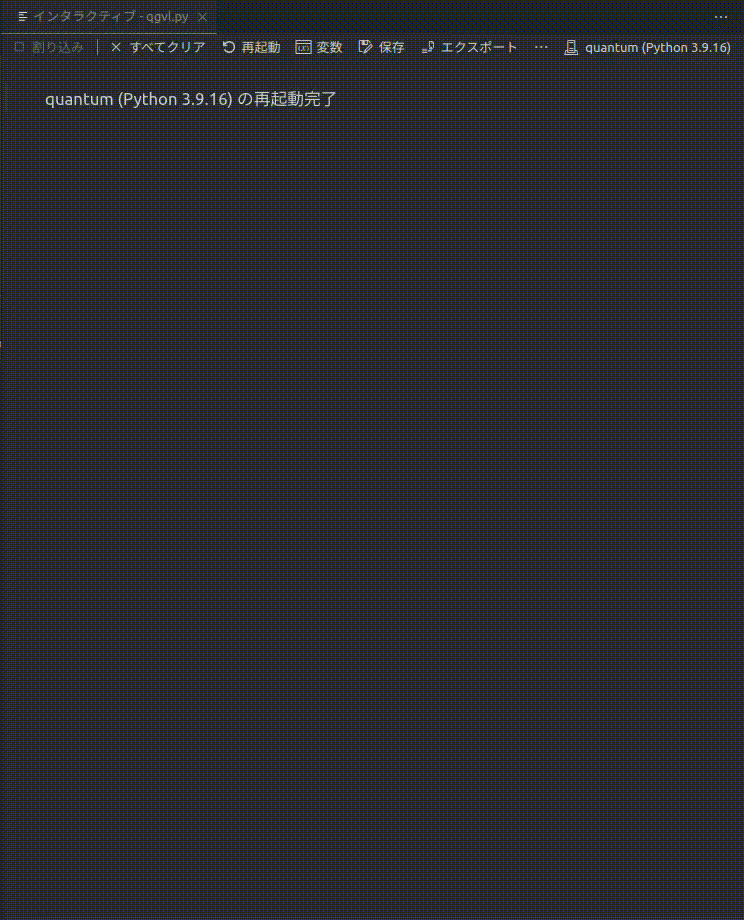 インタラクティブ - qgvl.py
割り込み すべてクリア 再起動 変数 保存 エクスポート ... quantum (Python 3.9.16)
quantum (Python 3.9.16) の再起動完了